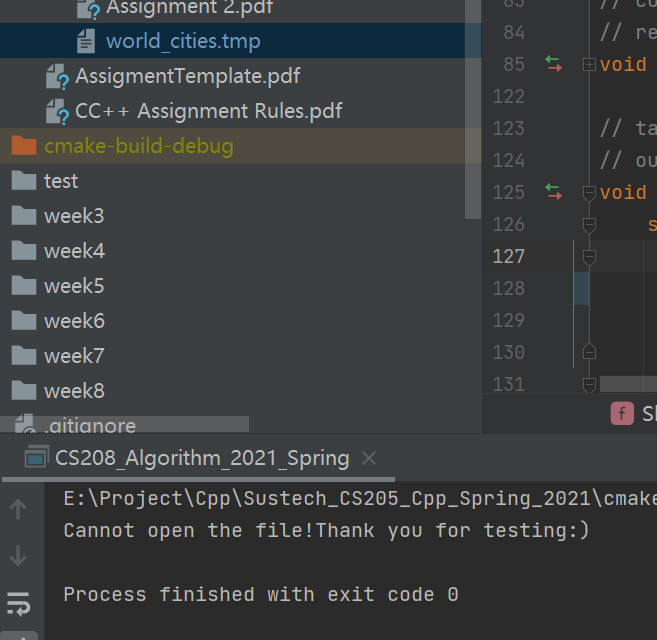 Assignment 2.pdf
world_cities.tmp
AssigmentTemplate.pdf
CC++ Assignment Rules.pdf
cmake-build-debug
test
week3
week4
week5
week6
week7
week8
.gitignore
83 // co
84 // re
85 void
122
123 // ta
124 // ou
125 void
126 s
127
128
129
130
131
f
CS208_Algorithm_2021_Spring
E:\Project\Cpp\Sustech_CS205_Cpp_Spring_2021\cmake
Cannot open the file!Thank you for testing:)
Process finished with exit code 0